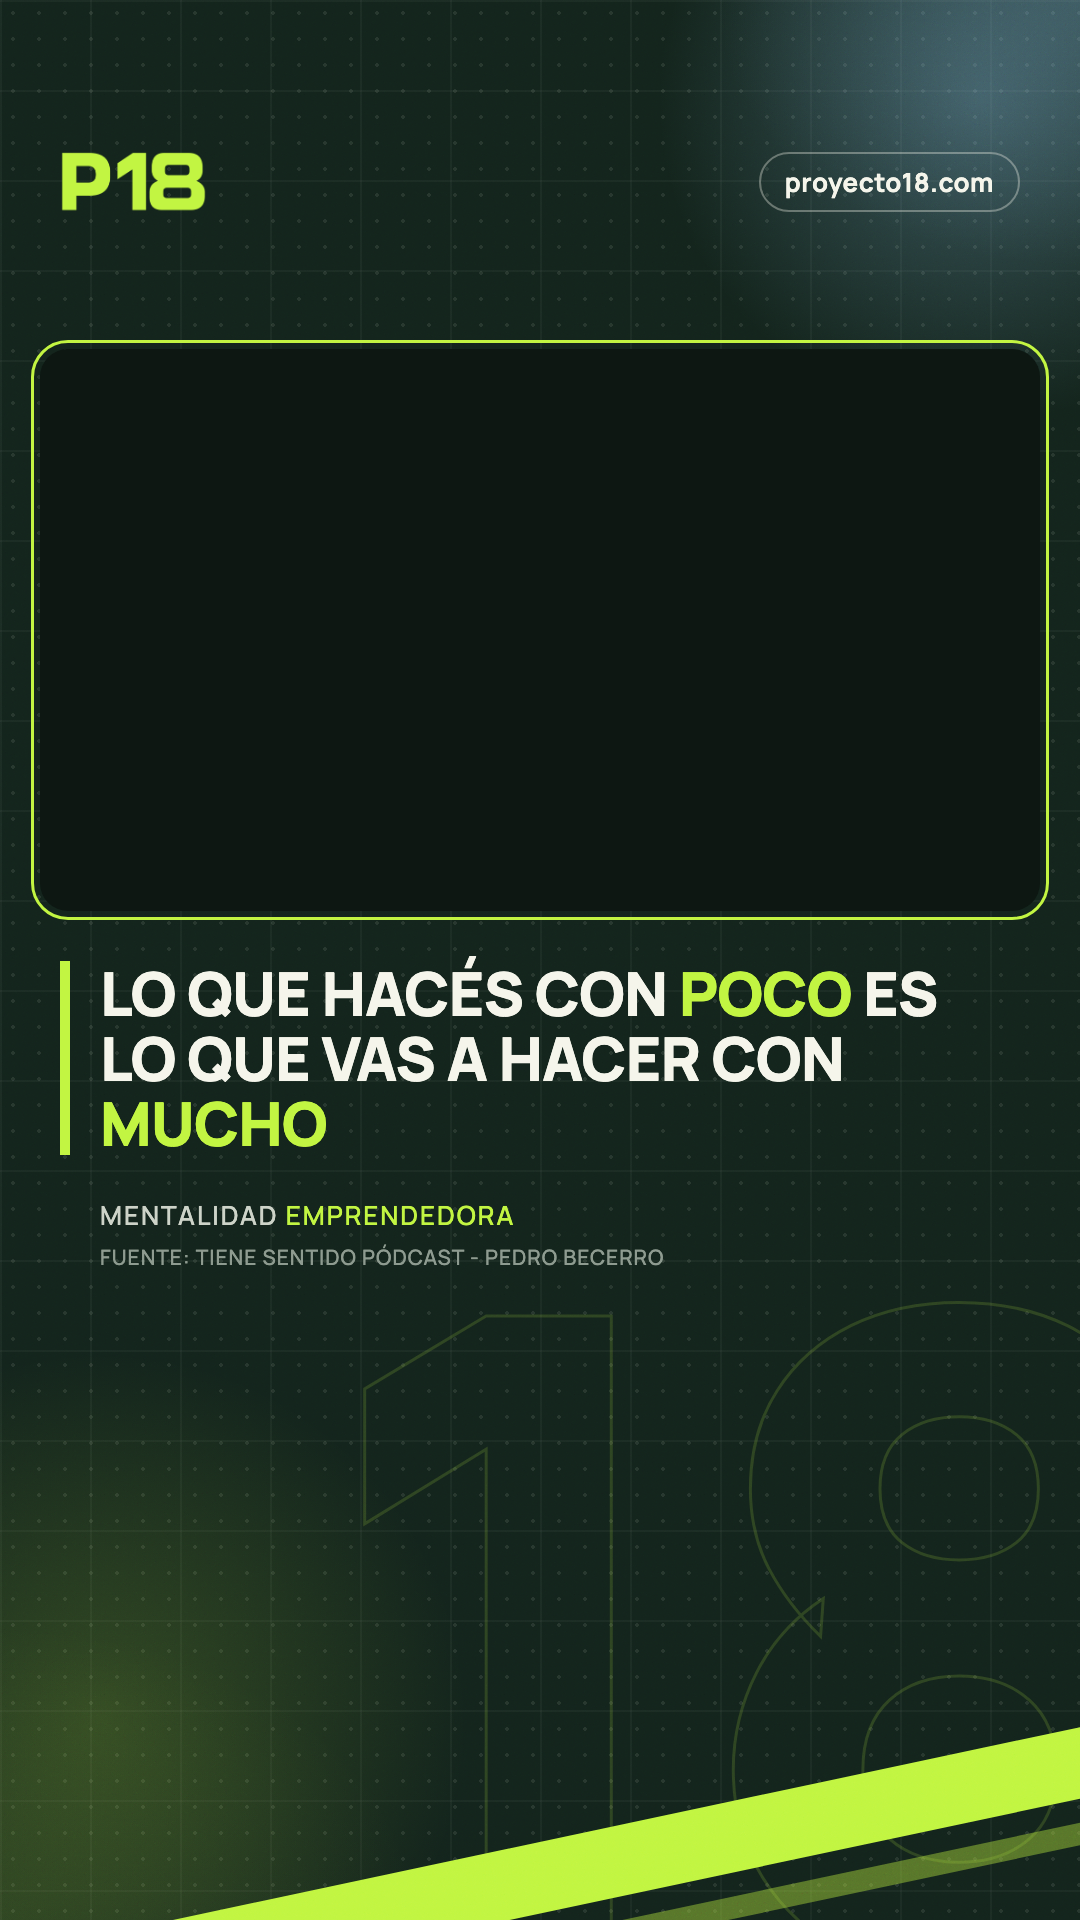 P18
proyecto18.com
LO QUE HACÉS CON POCO ES
LO QUE VAS A HACER CON
MUCHO
MENTALIDAD EMPRENDEDORA
FUENTE: TIENE SENTIDO PÓDCAST - PEDRO BECERRO
18